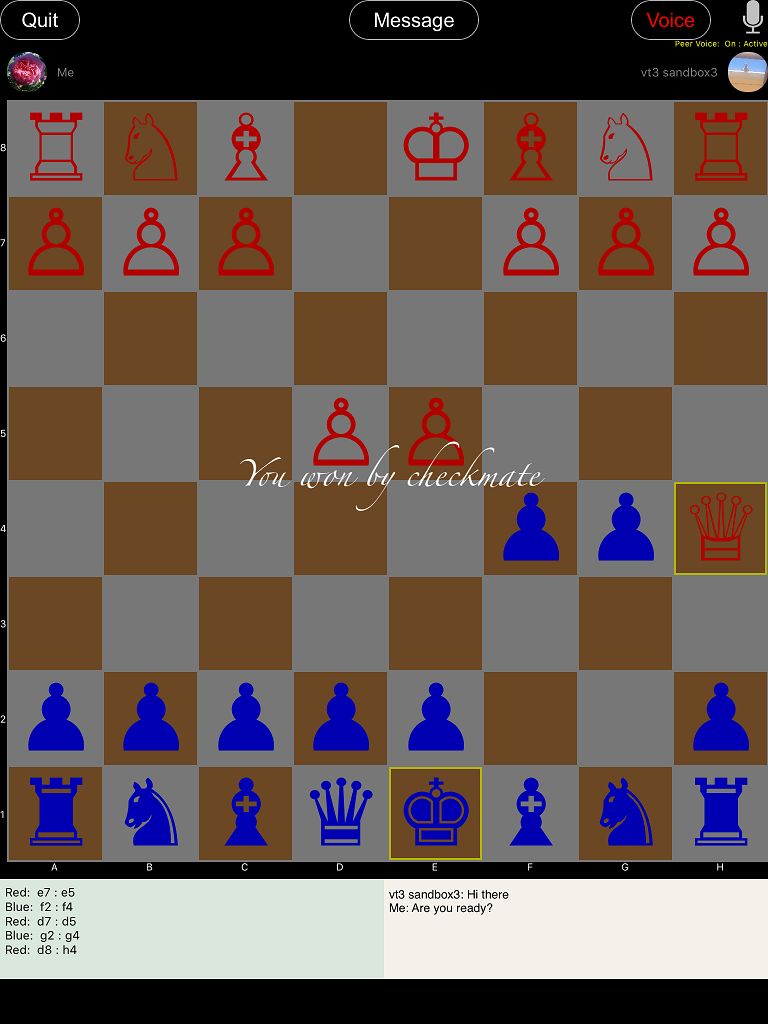 Quit
Message
Voice
Peer Voice: On : Active
Me
vt3 sandbox3
8
7
6
5
You won by checkmate
4
3
2
1
A B C D E F G H
Red: e7 : e5
Blue: f2 : f4
Red: d7 : d5
Blue: g2 : g4
Red: d8 : h4
vt3 sandbox3: Hi there
Me: Are you ready?